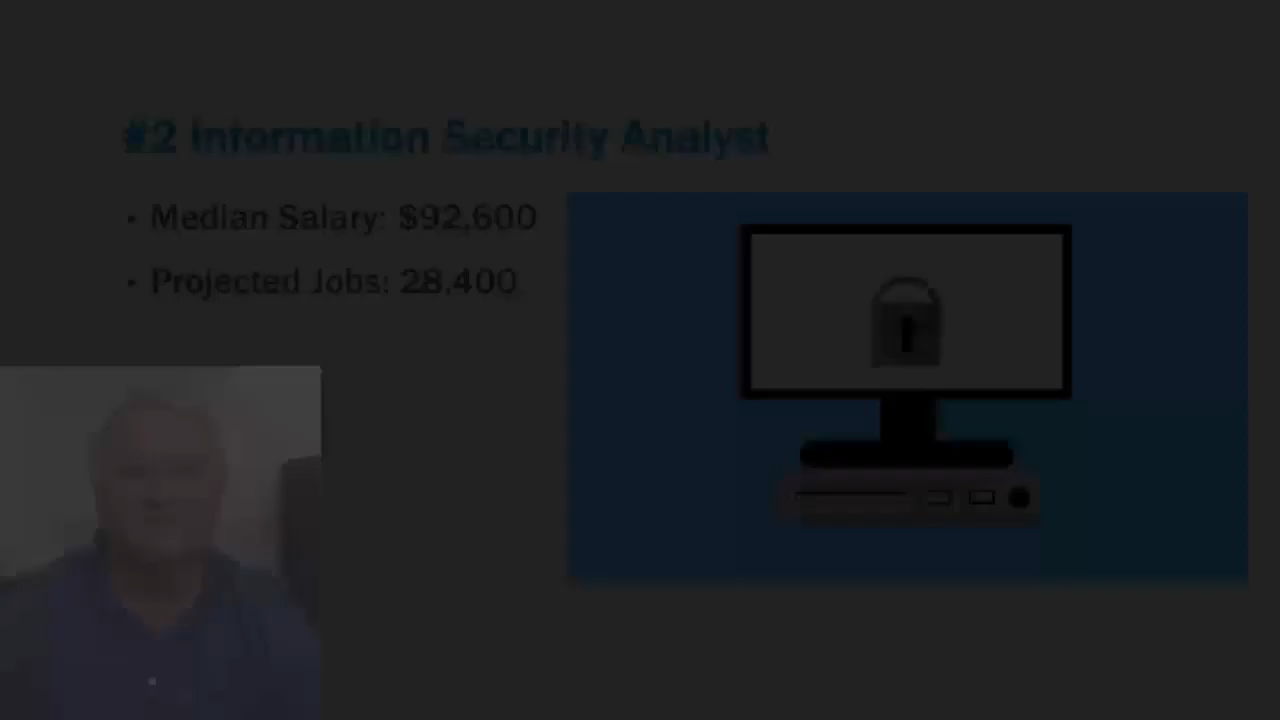 #2 Information Security Analyst
• Median Salary: $92,600
• Projected Jobs: 28,400